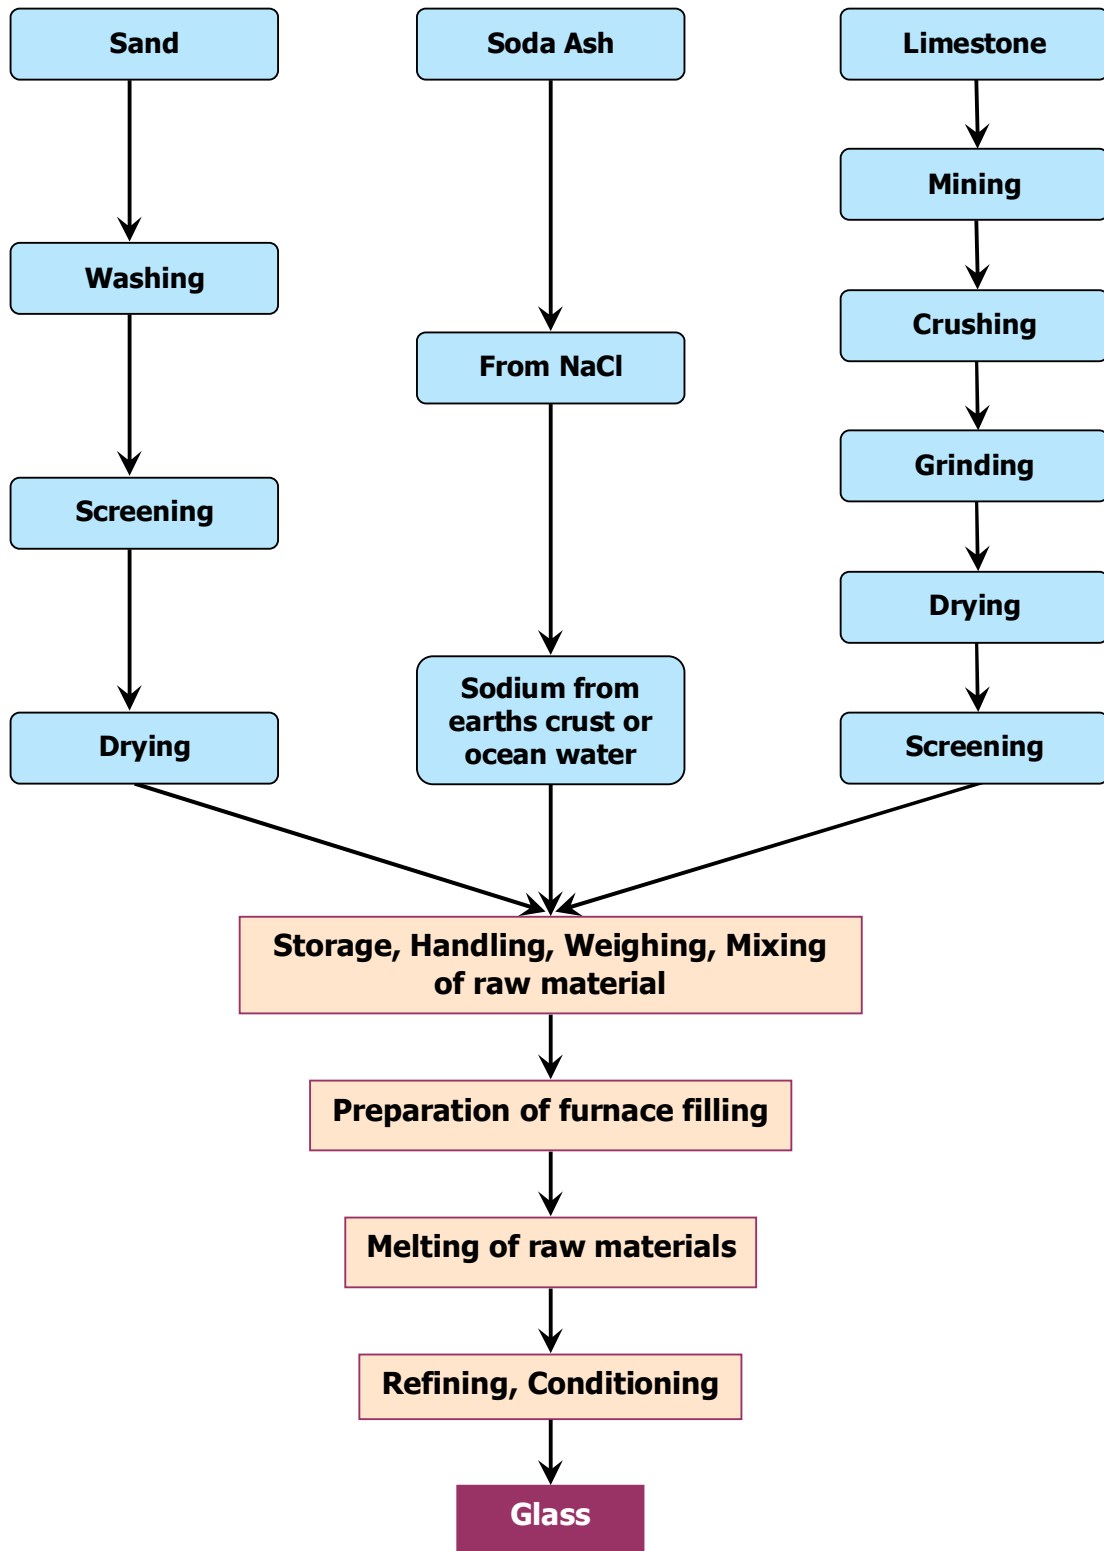 Sand
Soda Ash
Limestone
Mining
Washing
Crushing
From NaCl
Grinding
Screening
Drying
Sodium from
earths crust or
ocean water
Drying
Screening
Storage, Handling, Weighing, Mixing
of raw material
Preparation of furnace filling
Melting of raw materials
Refining, Conditioning
Glass